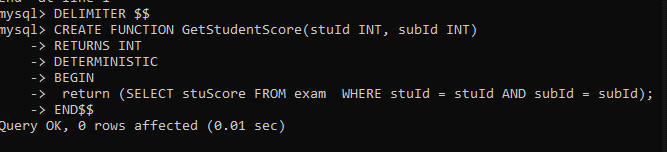 mysql> DELIMITER $$
mysql> CREATE FUNCTION GetStudentScore(stuId INT, subId INT)
    -> RETURNS INT
    -> DETERMINISTIC
    -> BEGIN
    ->  return (SELECT stuScore FROM exam  WHERE stuId = stuId AND subId = subId);
    -> END$$
Query OK, 0 rows affected (0.01 sec)